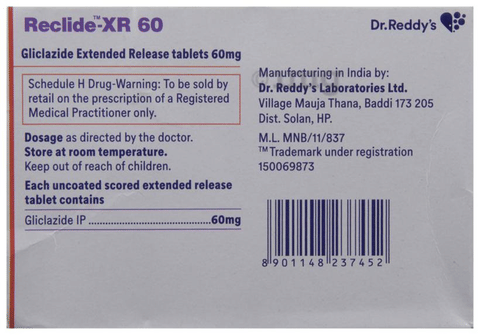 Reclide™-XR 60
Gliclazide Extended Release tablets 60mg
Schedule H Drug-Warning: To be sold by
retail on the prescription of a Registered
Medical Practitioner only.
Dosage as directed by the doctor.
Store at room temperature.
Keep out of reach of children.
Each uncoated scored extended release
tablet contains
Gliclazide IP ................................................60mg
Dr.Reddy's
Manufacturing in India by:
Dr. Reddy's Laboratories Ltd.
Village Mauja Thana, Baddi 173 205
Dist. Solan, HP.
M.L. MNB/11/837
™Trademark under registration
150069873
8 901148 237452